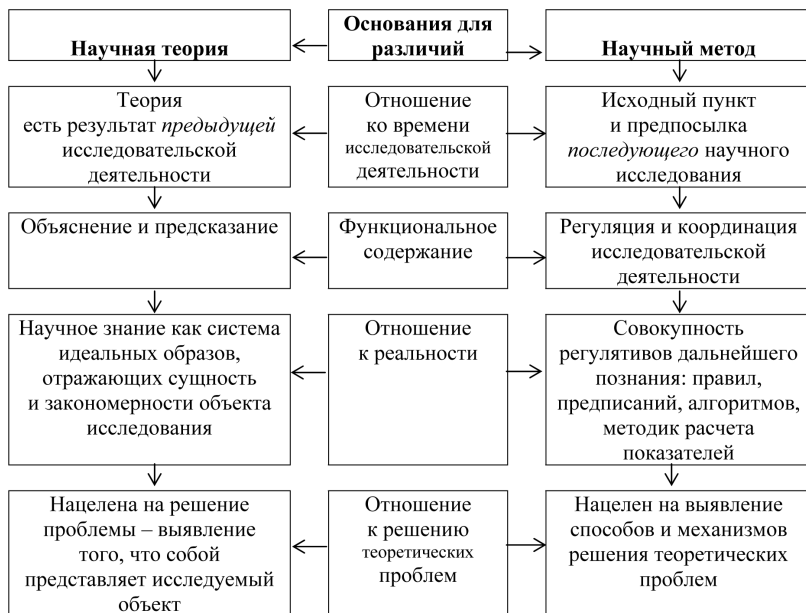 Научная теория
Основания для
различий
Научный метод
Теория
есть результат предыдущей
исследовательской
деятельности
Отношение
ко времени
исследовательской
деятельности
Исходный пункт
и предпосылка
последующего научного
исследования
Объяснение и предсказание
Функциональное
содержание
Регуляция и координация
исследовательской
деятельности
Научное знание как система
идеальных образов,
отражающих сущность
и закономерности объекта
исследования
Отношение
к реальности
Совокупность
регулятивов дальнейшего
познания: правил,
предписаний, алгоритмов,
методик расчета
показателей
Нацелена на решение
проблемы – выявление
того, что собой
представляет исследуемый
объект
Отношение
к решению
теоретических
проблем
Нацелен на выявление
способов и механизмов
решения теоретических
проблем